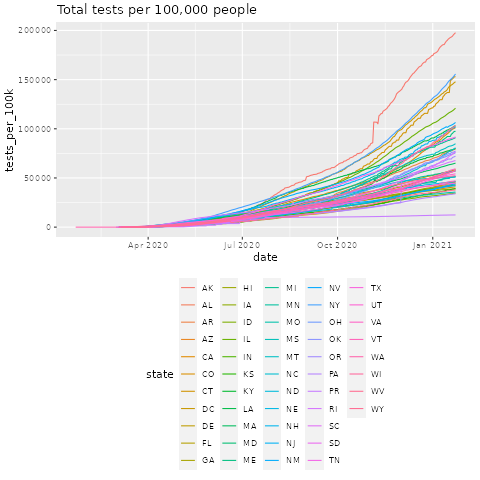 Total tests per 100,000 people
200000
150000
100000
50000
0
tests_per_100k
Apr 2020 Jul 2020 Oct 2020 Jan 2021
date
state
AK HI MI NV TX
AL IA MN NY UT
AR ID MO OH VA
AZ IL MS OK VT
CA IN MT OR WA
CO KS NC PA WI
CT KY ND PR WV
DC LA NE RI WY
DE MA NH SC
FL MD NJ SD
GA ME NM TN